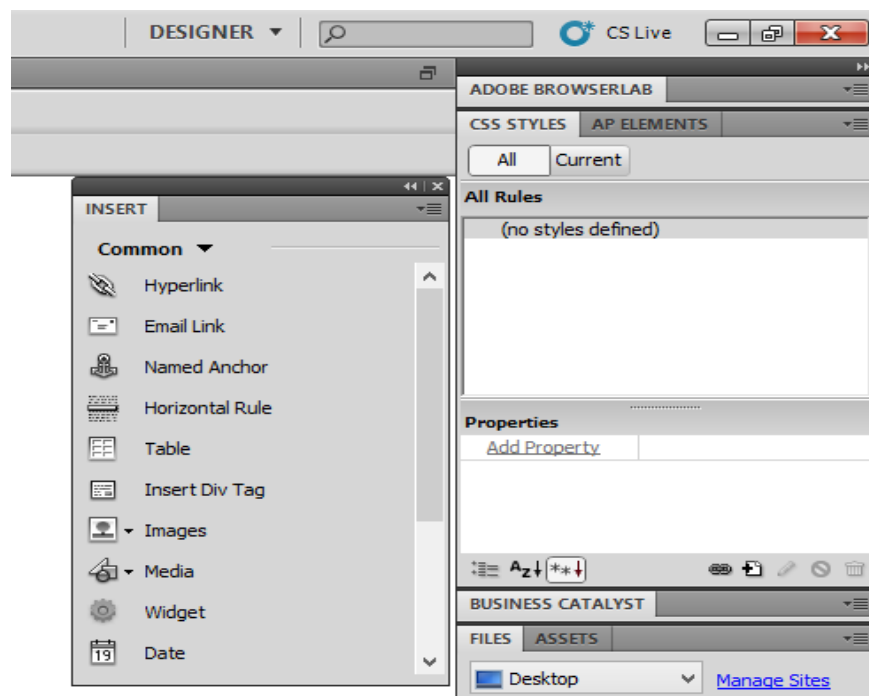 DESIGNER
CS Live
ADOBE BROWSERLAB
CSS STYLES AP ELEMENTS
All Current
All Rules
(no styles defined)
INSERT
Common
Hyperlink
Email Link
Named Anchor
Horizontal Rule
Table
Insert Div Tag
Images
Media
Widget
19 Date
Properties
Add Property
AZ
**
BUSINESS CATALYST
FILES ASSETS
Desktop Manage Sites